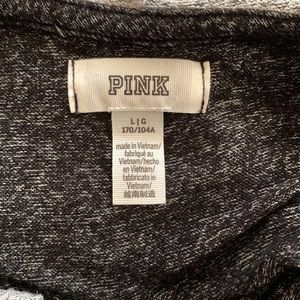 PINK
L | G
170/104A
made in Vietnam/
fabriqué au
Vietnam/hecho
en Vietnam/
fabbricato in
Vietnam/
越南制造